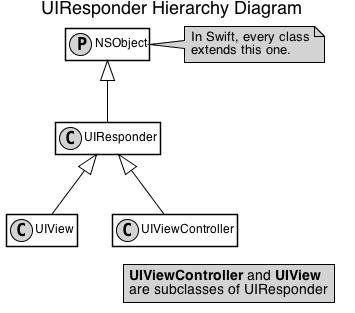 UIResponder Hierarchy Diagram
P NSObject
In Swift, every class
extends this one.
C UIResponder
C UIView
C UIViewController
UIViewController and UIView
are subclasses of UIResponder